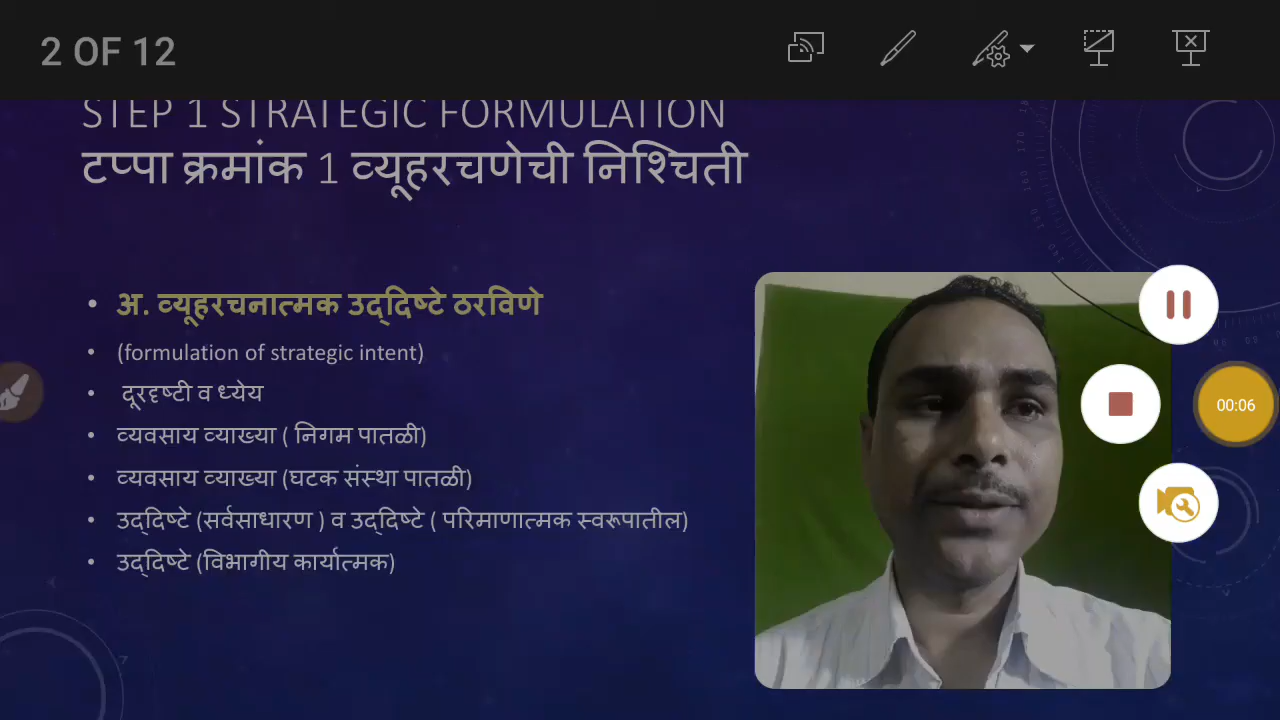 2 OF 12
STEP 1 STRATEGIC FORMULATION
टप्पा क्रमांक 1 व्यूहरचणेची निश्चिती
• अ. व्यूहरचनात्मक उद्दिष्टे ठरविणे
• (formulation of strategic intent)
• दूरदृष्टी व ध्येय
• व्यवसाय व्याख्या ( निगम पातळी)
• व्यवसाय व्याख्या (घटक संस्था पातळी)
• उद्दिष्टे (सर्वसाधारण ) व उद्दिष्टे ( परिमाणात्मक स्वरूपातील)
• उद्दिष्टे (विभागीय कार्यात्मक)
00:06